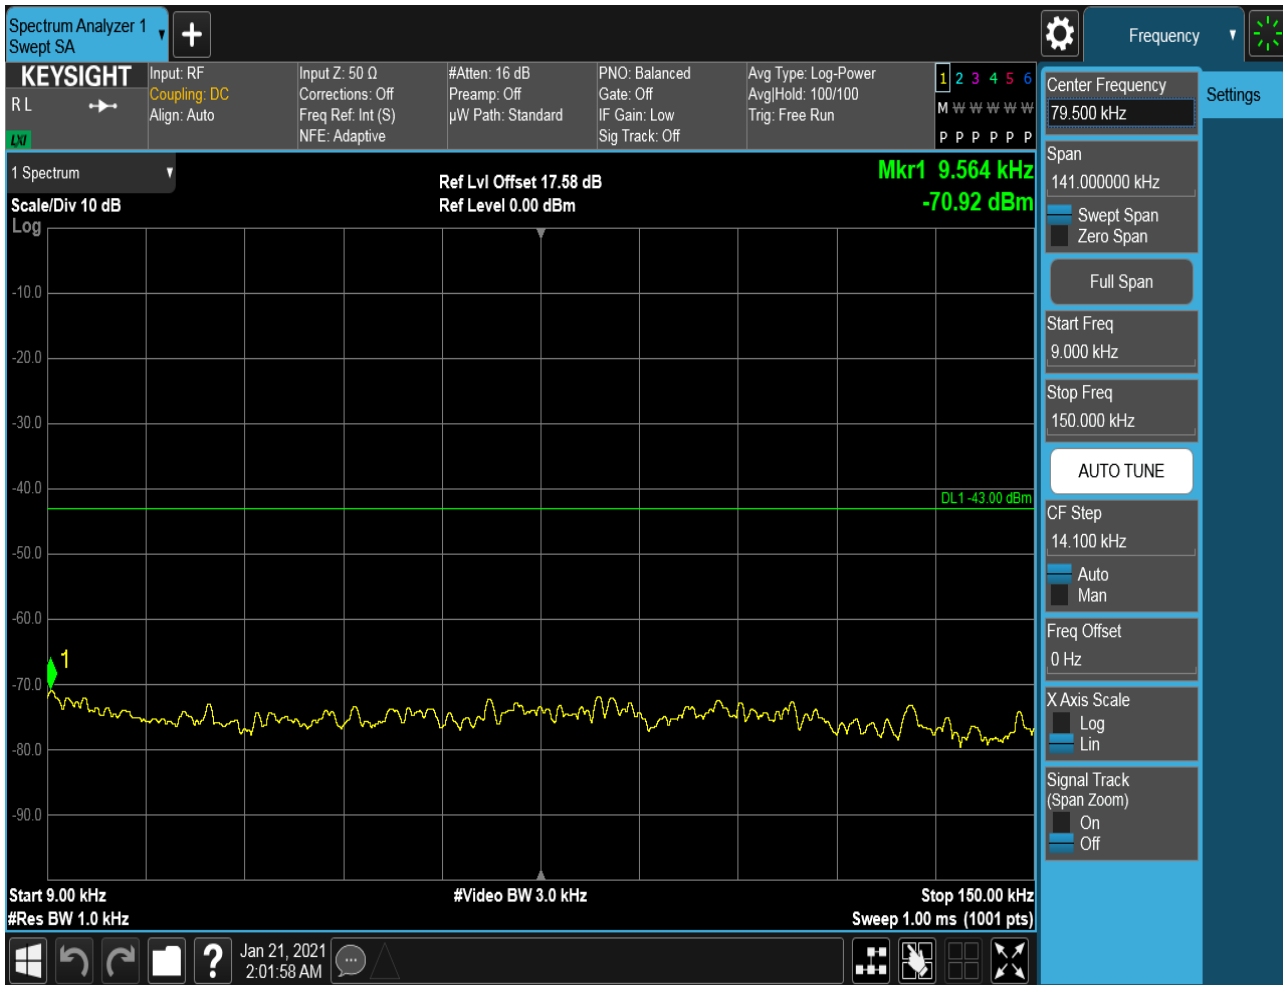 Spectrum Analyzer 1
Swept SA
+
Frequency
KEYSIGHT
R L
LXI
Input: RF
Coupling: DC
Align: Auto
Input Z: 50 Ω
Corrections: Off
Freq Ref: Int (S)
NFE: Adaptive
#Atten: 16 dB
Preamp: Off
µW Path: Standard
PNO: Balanced
Gate: Off
IF Gain: Low
Sig Track: Off
Avg Type: Log-Power
Avg|Hold: 100/100
Trig: Free Run
1 2 3 4 5 6
M W W W W W
P P P P P P
1 Spectrum
Scale/Div 10 dB
Log
Ref Lvl Offset 17.58 dB
Ref Level 0.00 dBm
Mkr1 9.564 kHz
-70.92 dBm
-10.0
-20.0
-30.0
-40.0
DL1 -43.00 dBm
-50.0
-60.0
1
-70.0
-80.0
-90.0
Start 9.00 kHz
#Video BW 3.0 kHz
Stop 150.00 kHz
#Res BW 1.0 kHz
Sweep 1.00 ms (1001 pts)
?
Jan 21, 2021
2:01:58 AM
Center Frequency
79.500 kHz
Settings
Span
141.000000 kHz
Swept Span
Zero Span
Full Span
Start Freq
9.000 kHz
Stop Freq
150.000 kHz
AUTO TUNE
CF Step
14.100 kHz
Auto
Man
Freq Offset
0 Hz
X Axis Scale
Log
Lin
Signal Track
(Span Zoom)
On
Off